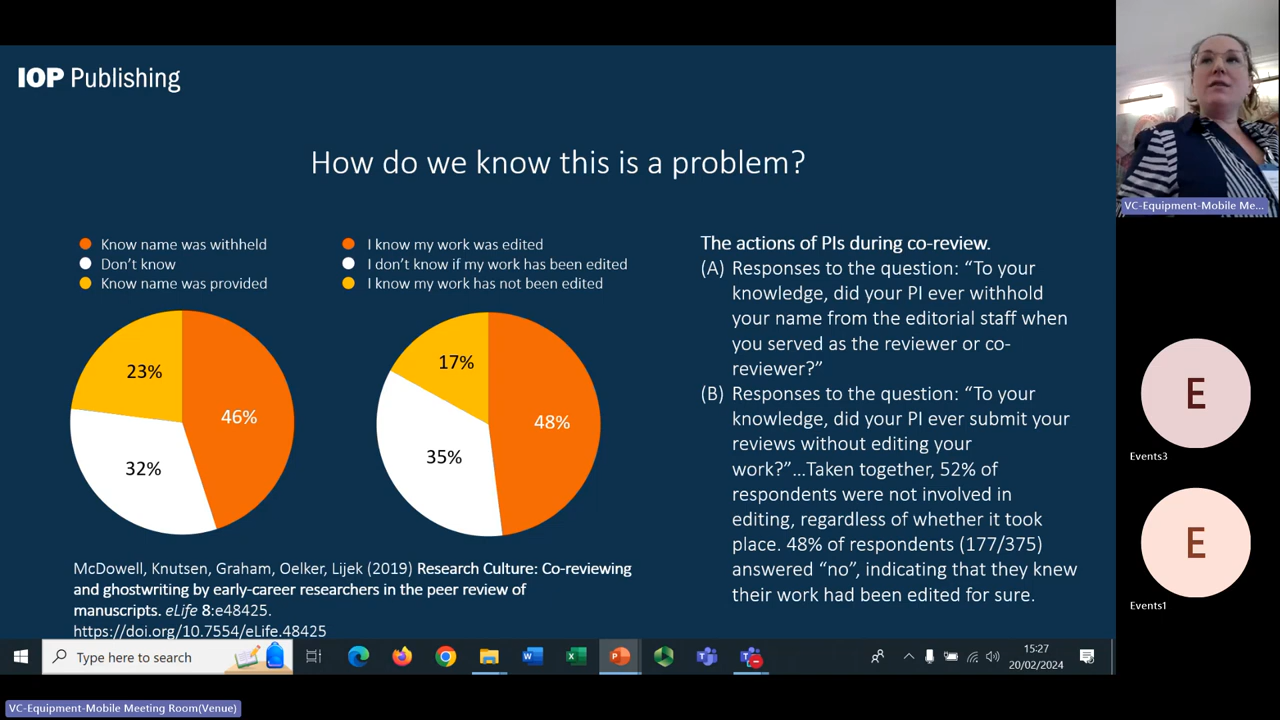 IOP Publishing
How do we know this is a problem?
Know name was withheld
Don't know
Know name was provided
I know my work was edited
I don't know if my work has been edited
I know my work has not been edited
23%
46%
32%
17%
48%
35%
The actions of PIs during co-review.
(A) Responses to the question: “To your
knowledge, did your PI ever withhold
your name from the editorial staff when
you served as the reviewer or co-
reviewer?”
(B) Responses to the question: “To your
knowledge, did your PI ever submit your
reviews without editing your
work?”...Taken together, 52% of
respondents were not involved in
editing, regardless of whether it took
place. 48% of respondents (177/375)
answered “no”, indicating that they knew
their work had been edited for sure.
McDowell, Knutsen, Graham, Oelker, Lijek (2019) Research Culture: Co-reviewing
and ghostwriting by early-career researchers in the peer review of
manuscripts. eLife 8:e48425.
https://doi.org/10.7554/eLife.48425
VC-Equipment-Mobile Me...
E
Events3
E
Events1
Type here to search
15:27
20/02/2024
VC-Equipment-Mobile Meeting Room(Venue)